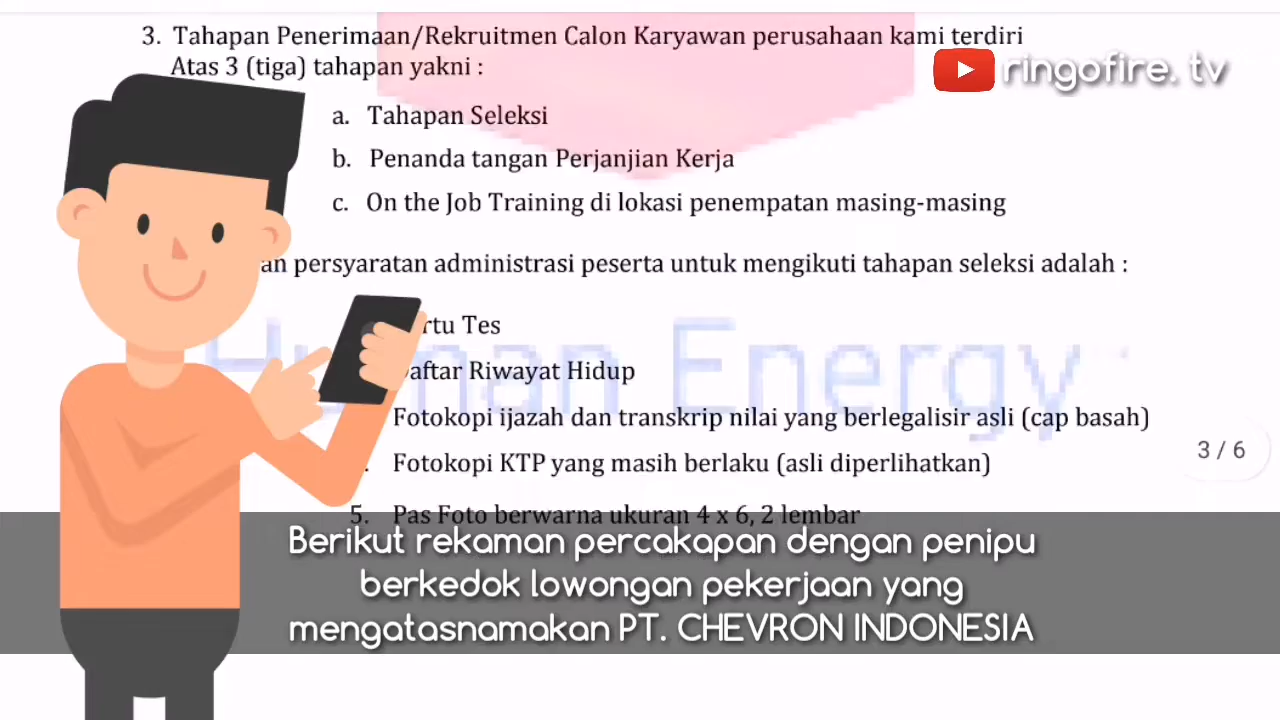 3. Tahapan Penerimaan/Rekruitmen Calon Karyawan perusahaan kami terdiri
Atas 3 (tiga) tahapan yakni :
ringofire. tv
a. Tahapan Seleksi
b. Penanda tangan Perjanjian Kerja
c. On the Job Training di lokasi penempatan masing-masing
persyaratan administrasi peserta untuk mengikuti tahapan seleksi adalah :
Tes
Human Energy
Daftar Riwayat Hidup
Fotokopi ijazah dan transkrip nilai yang berlegalisir asli (cap basah)
3 / 6
Fotokopi KTP yang masih berlaku (asli diperlihatkan)
5. Pas Foto berwarna ukuran 4 x 6, 2 lembar
Berikut rekaman percakapan dengan penipu
berkedok lowongan pekerjaan yang
mengatasnamakan PT. CHEVRON INDONESIA